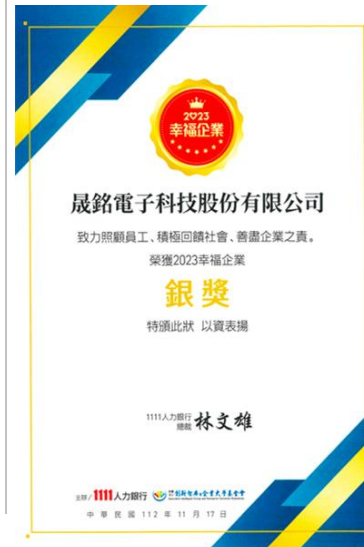 2023
幸福企業
晟銘電子科技股份有限公司
致力照顧員工、積極回饋社會、善盡企業之責。
榮獲2023幸福企業
銀獎
特頒此狀 以資表揚
1111人力銀行
總裁 林文雄
主辦/1111人力銀行
中華民國 112 年 11 月 17 日